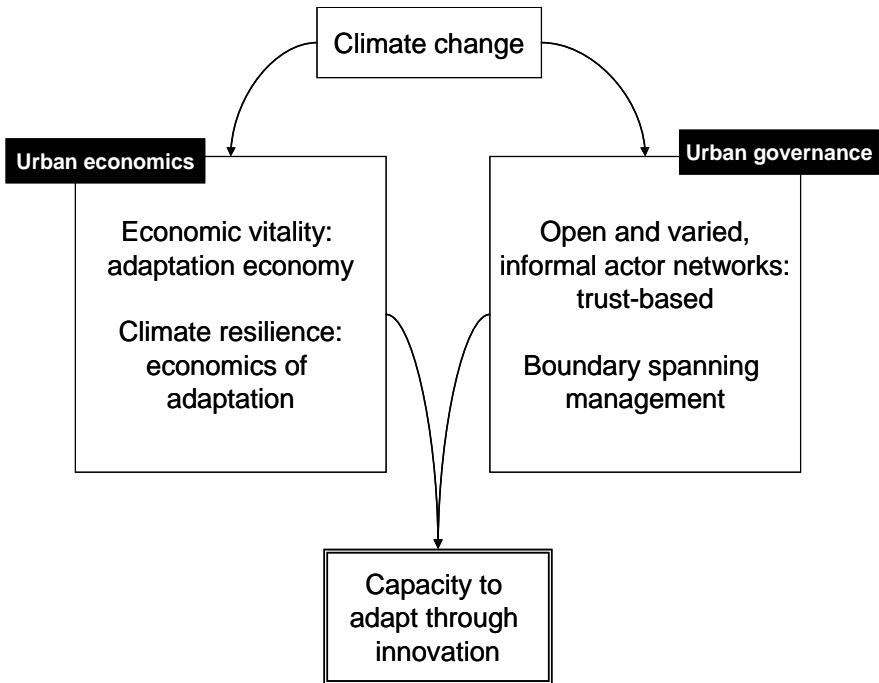 Climate change
Urban economics
Economic vitality:
adaptation economy
Climate resilience:
economics of
adaptation
Urban governance
Open and varied,
informal actor networks:
trust-based
Boundary spanning
management
Capacity to
adapt through
innovation